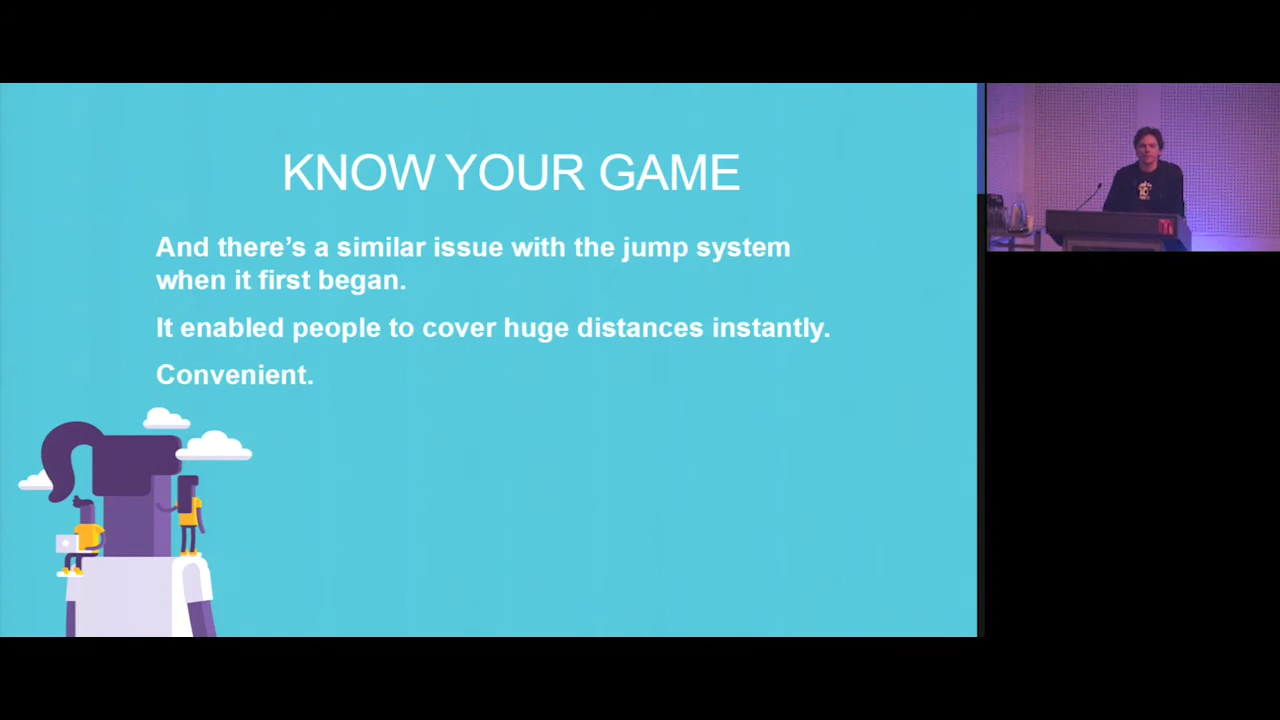 KNOW YOUR GAME
And there’s a similar issue with the jump system
when it first began.
It enabled people to cover huge distances instantly.
Convenient.